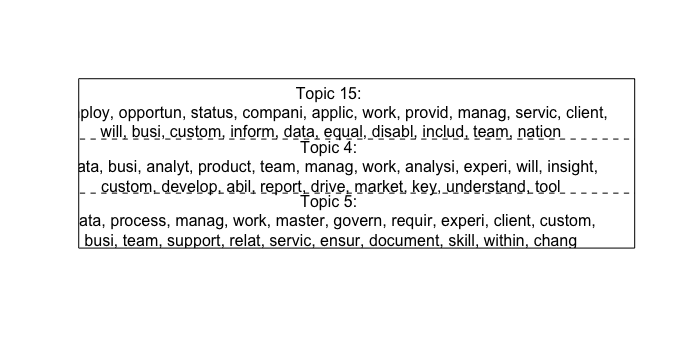 Topic 15:
ploy, opportun, status, compani, applic, work, provid, manag, servic, client,
will, busi, custom, inform, data, equal, disabl, includ, team, nation
Topic 4:
ata, busi, analyt, product, team, manag, work, analysi, experi, will, insight,
custom, develop, abil, report, drive, market, key, understand, tool
Topic 5:
ata, process, manag, work, master, govern, requir, experi, client, custom,
busi, team, support, relat, servic, ensur, document, skill, within, chang